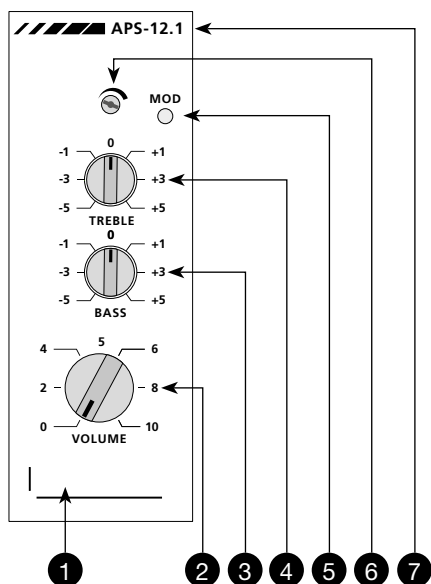 APS-12.1
MOD
0
-1 +1
-3 +3
-5 +5
TREBLE
0
-1 +1
-3 +3
-5 +5
BASS
5
4 6
2 8
0 10
VOLUME
1 2 3 4 5 6 7